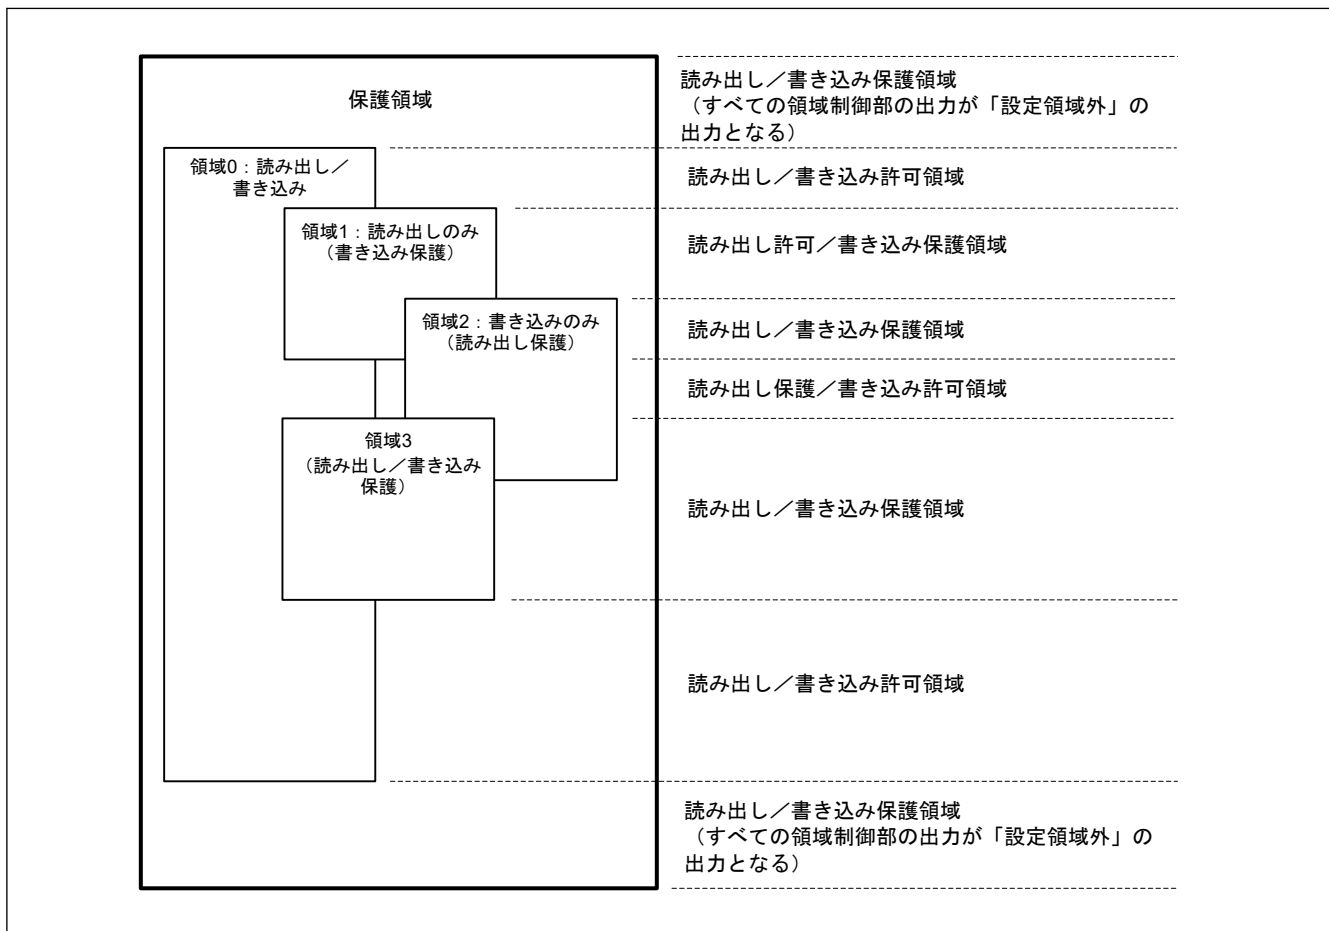 保護領域
領域0：読み出し／
書き込み
領域1：読み出しのみ
（書き込み保護）
領域2：書き込みのみ
（読み出し保護）
領域3
（読み出し／書き込み
保護）
読み出し／書き込み保護領域
（すべての領域制御部の出力が「設定領域外」の
出力となる）
読み出し／書き込み許可領域
読み出し許可／書き込み保護領域
読み出し／書き込み保護領域
読み出し保護／書き込み許可領域
読み出し／書き込み保護領域
読み出し／書き込み許可領域
読み出し／書き込み保護領域
（すべての領域制御部の出力が「設定領域外」の
出力となる）